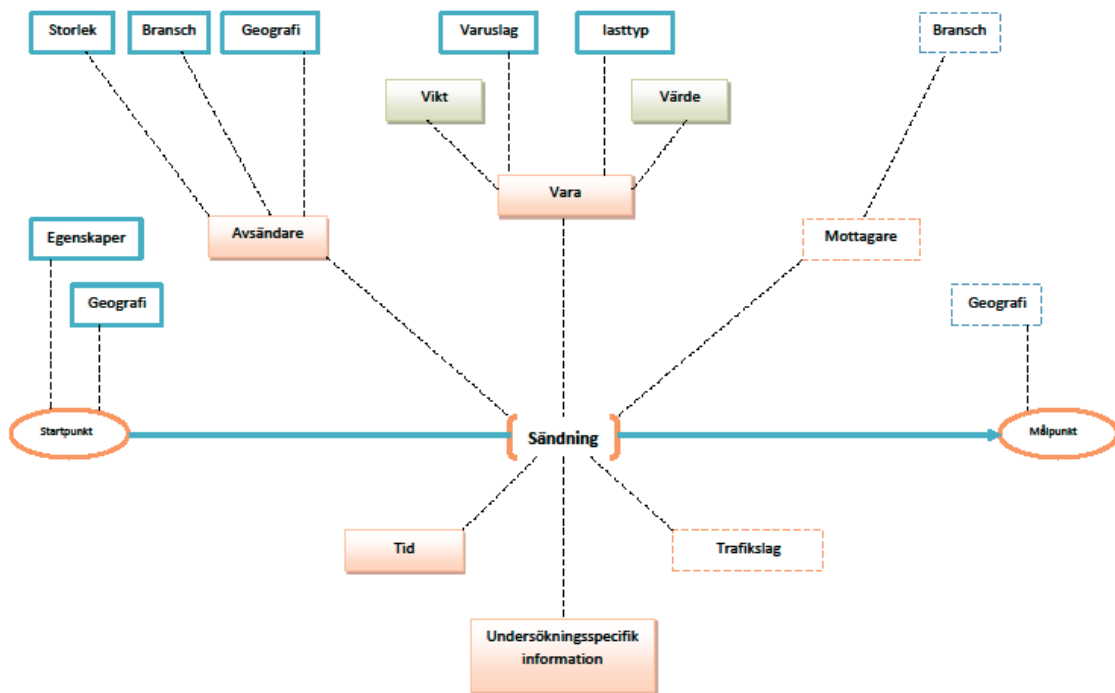 Storlek
Bransch
Geografi
Varuslag
lasttyp
Bransch
Vikt
Värde
Vara
Egenskaper
Avsändare
Mottagare
Geografi
Geografi
Startpunkt
Sändning
Målpunkt
Tid
Trafikslag
Undersökningsspecifik
information